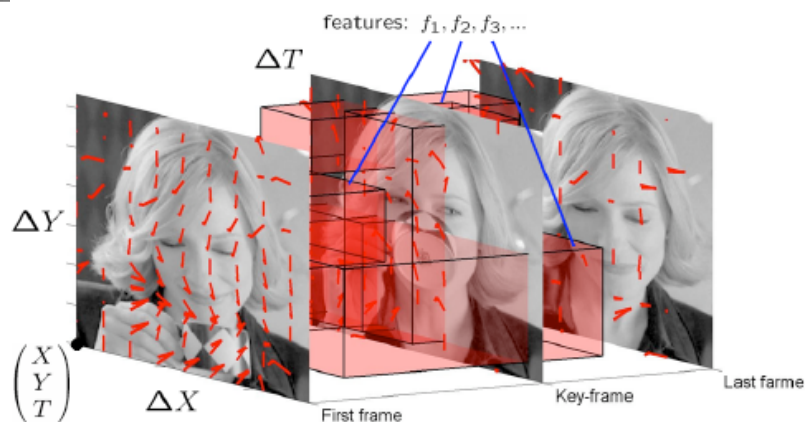 features: f₁, f₂, f₃, ...
ΔT
ΔY
(X
Y
T)
ΔX
First frame
Key-frame
Last farme